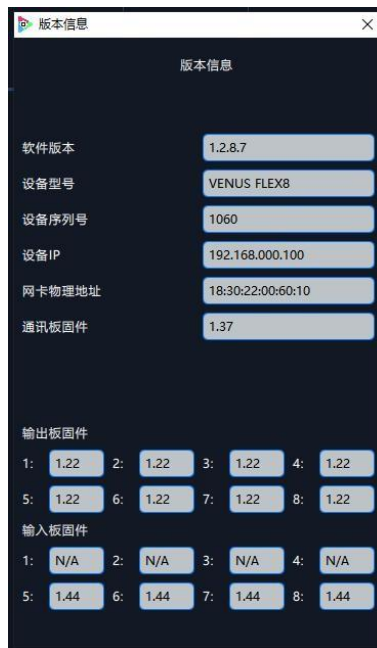 版本信息
版本信息
软件版本 1.2.8.7
设备型号 VENUS FLEX8
设备序列号 1060
设备IP 192.168.000.100
网卡物理地址 18:30:22:00:60:10
通讯板固件 1.37
输出板固件
1: 1.22 2: 1.22 3: 1.22 4: 1.22
5: 1.22 6: 1.22 7: 1.22 8: 1.22
输入板固件
1: N/A 2: N/A 3: N/A 4: N/A
5: 1.44 6: 1.44 7: 1.44 8: 1.44